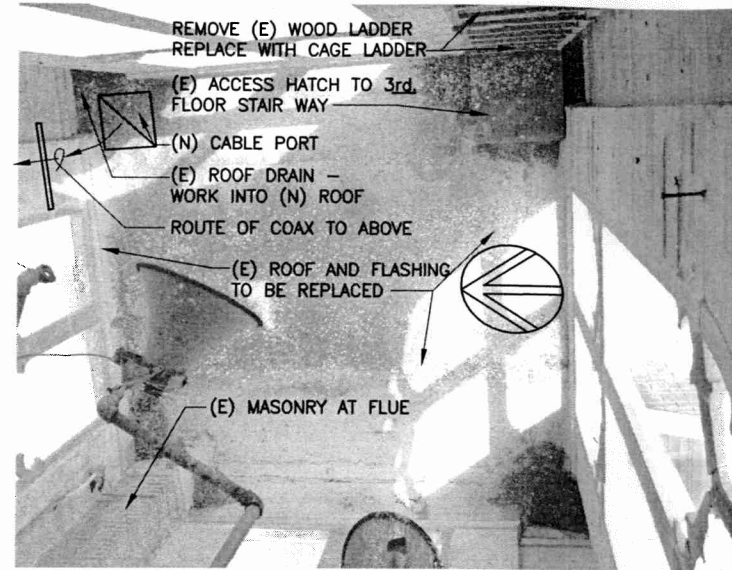 REMOVE (E) WOOD LADDER
REPLACE WITH CAGE LADDER
(E) ACCESS HATCH TO 3rd.
FLOOR STAIR WAY
(N) CABLE PORT
(E) ROOF DRAIN –
WORK INTO (N) ROOF
ROUTE OF COAX TO ABOVE
(E) ROOF AND FLASHING
TO BE REPLACED
(E) MASONRY AT FLUE